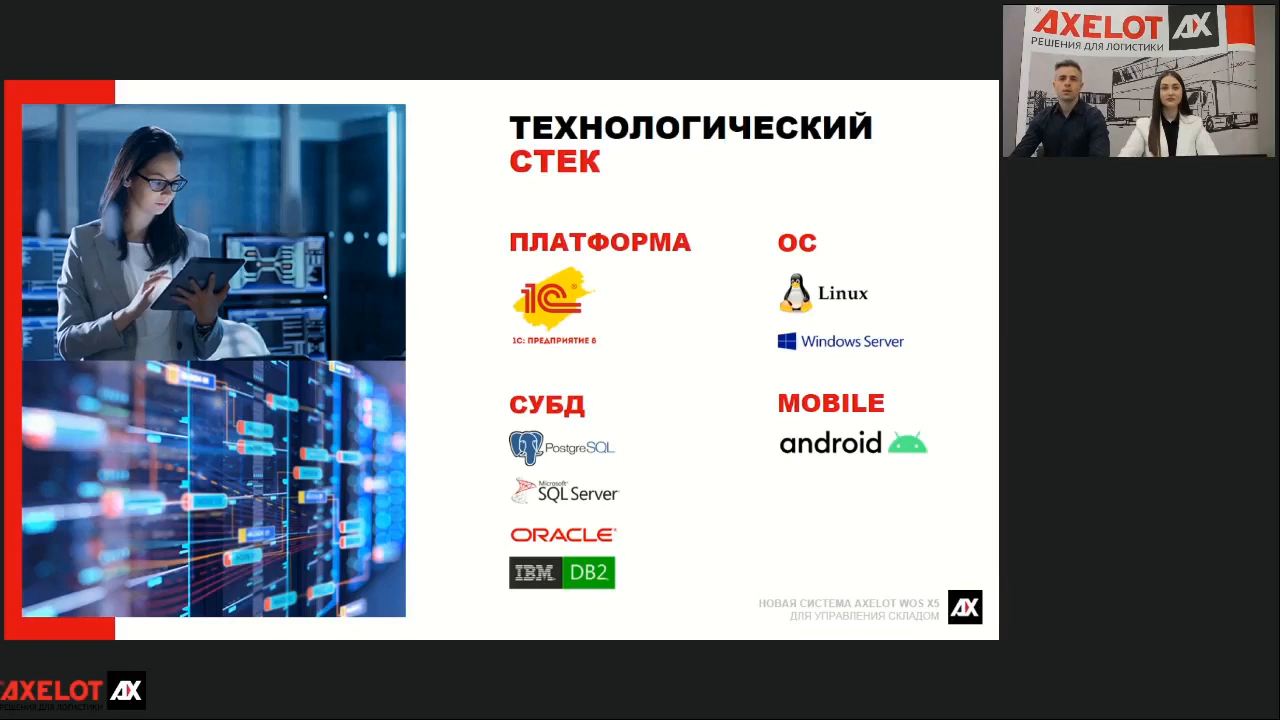 AXELOT AX
РЕШЕНИЯ ДЛЯ ЛОГИСТИКИ
ТЕХНОЛОГИЧЕСКИЙ
СТЕК
ПЛАТФОРМА
1С
1С: ПРЕДПРИЯТИЕ 8
ОС
Linux
Windows Server
СУБД
PostgreSQL
Microsoft
SQL Server
ORACLE
IBM DB2
MOBILE
android
НОВАЯ СИСТЕМА AXELOT WOS X5
ДЛЯ УПРАВЛЕНИЯ СКЛАДОМ
AX
AXELOT AX
РЕШЕНИЯ ДЛЯ ЛОГИСТИКИ